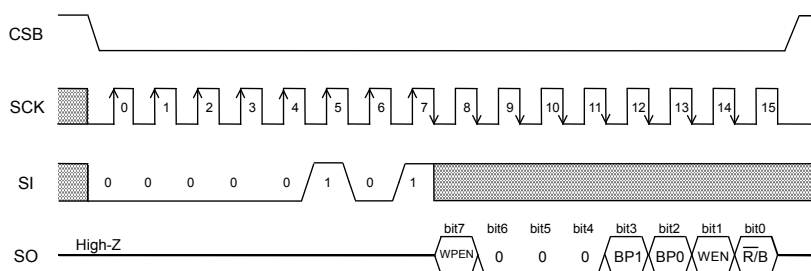 CSB
SCK 0 1 2 3 4 5 6 7 8 9 10 11 12 13 14 15
SI 0 0 0 0 0 1 0 1
bit7 bit6 bit5 bit4 bit3 bit2 bit1 bit0
SO High-Z WPEN 0 0 0 BP1 BP0 WEN R̅/B